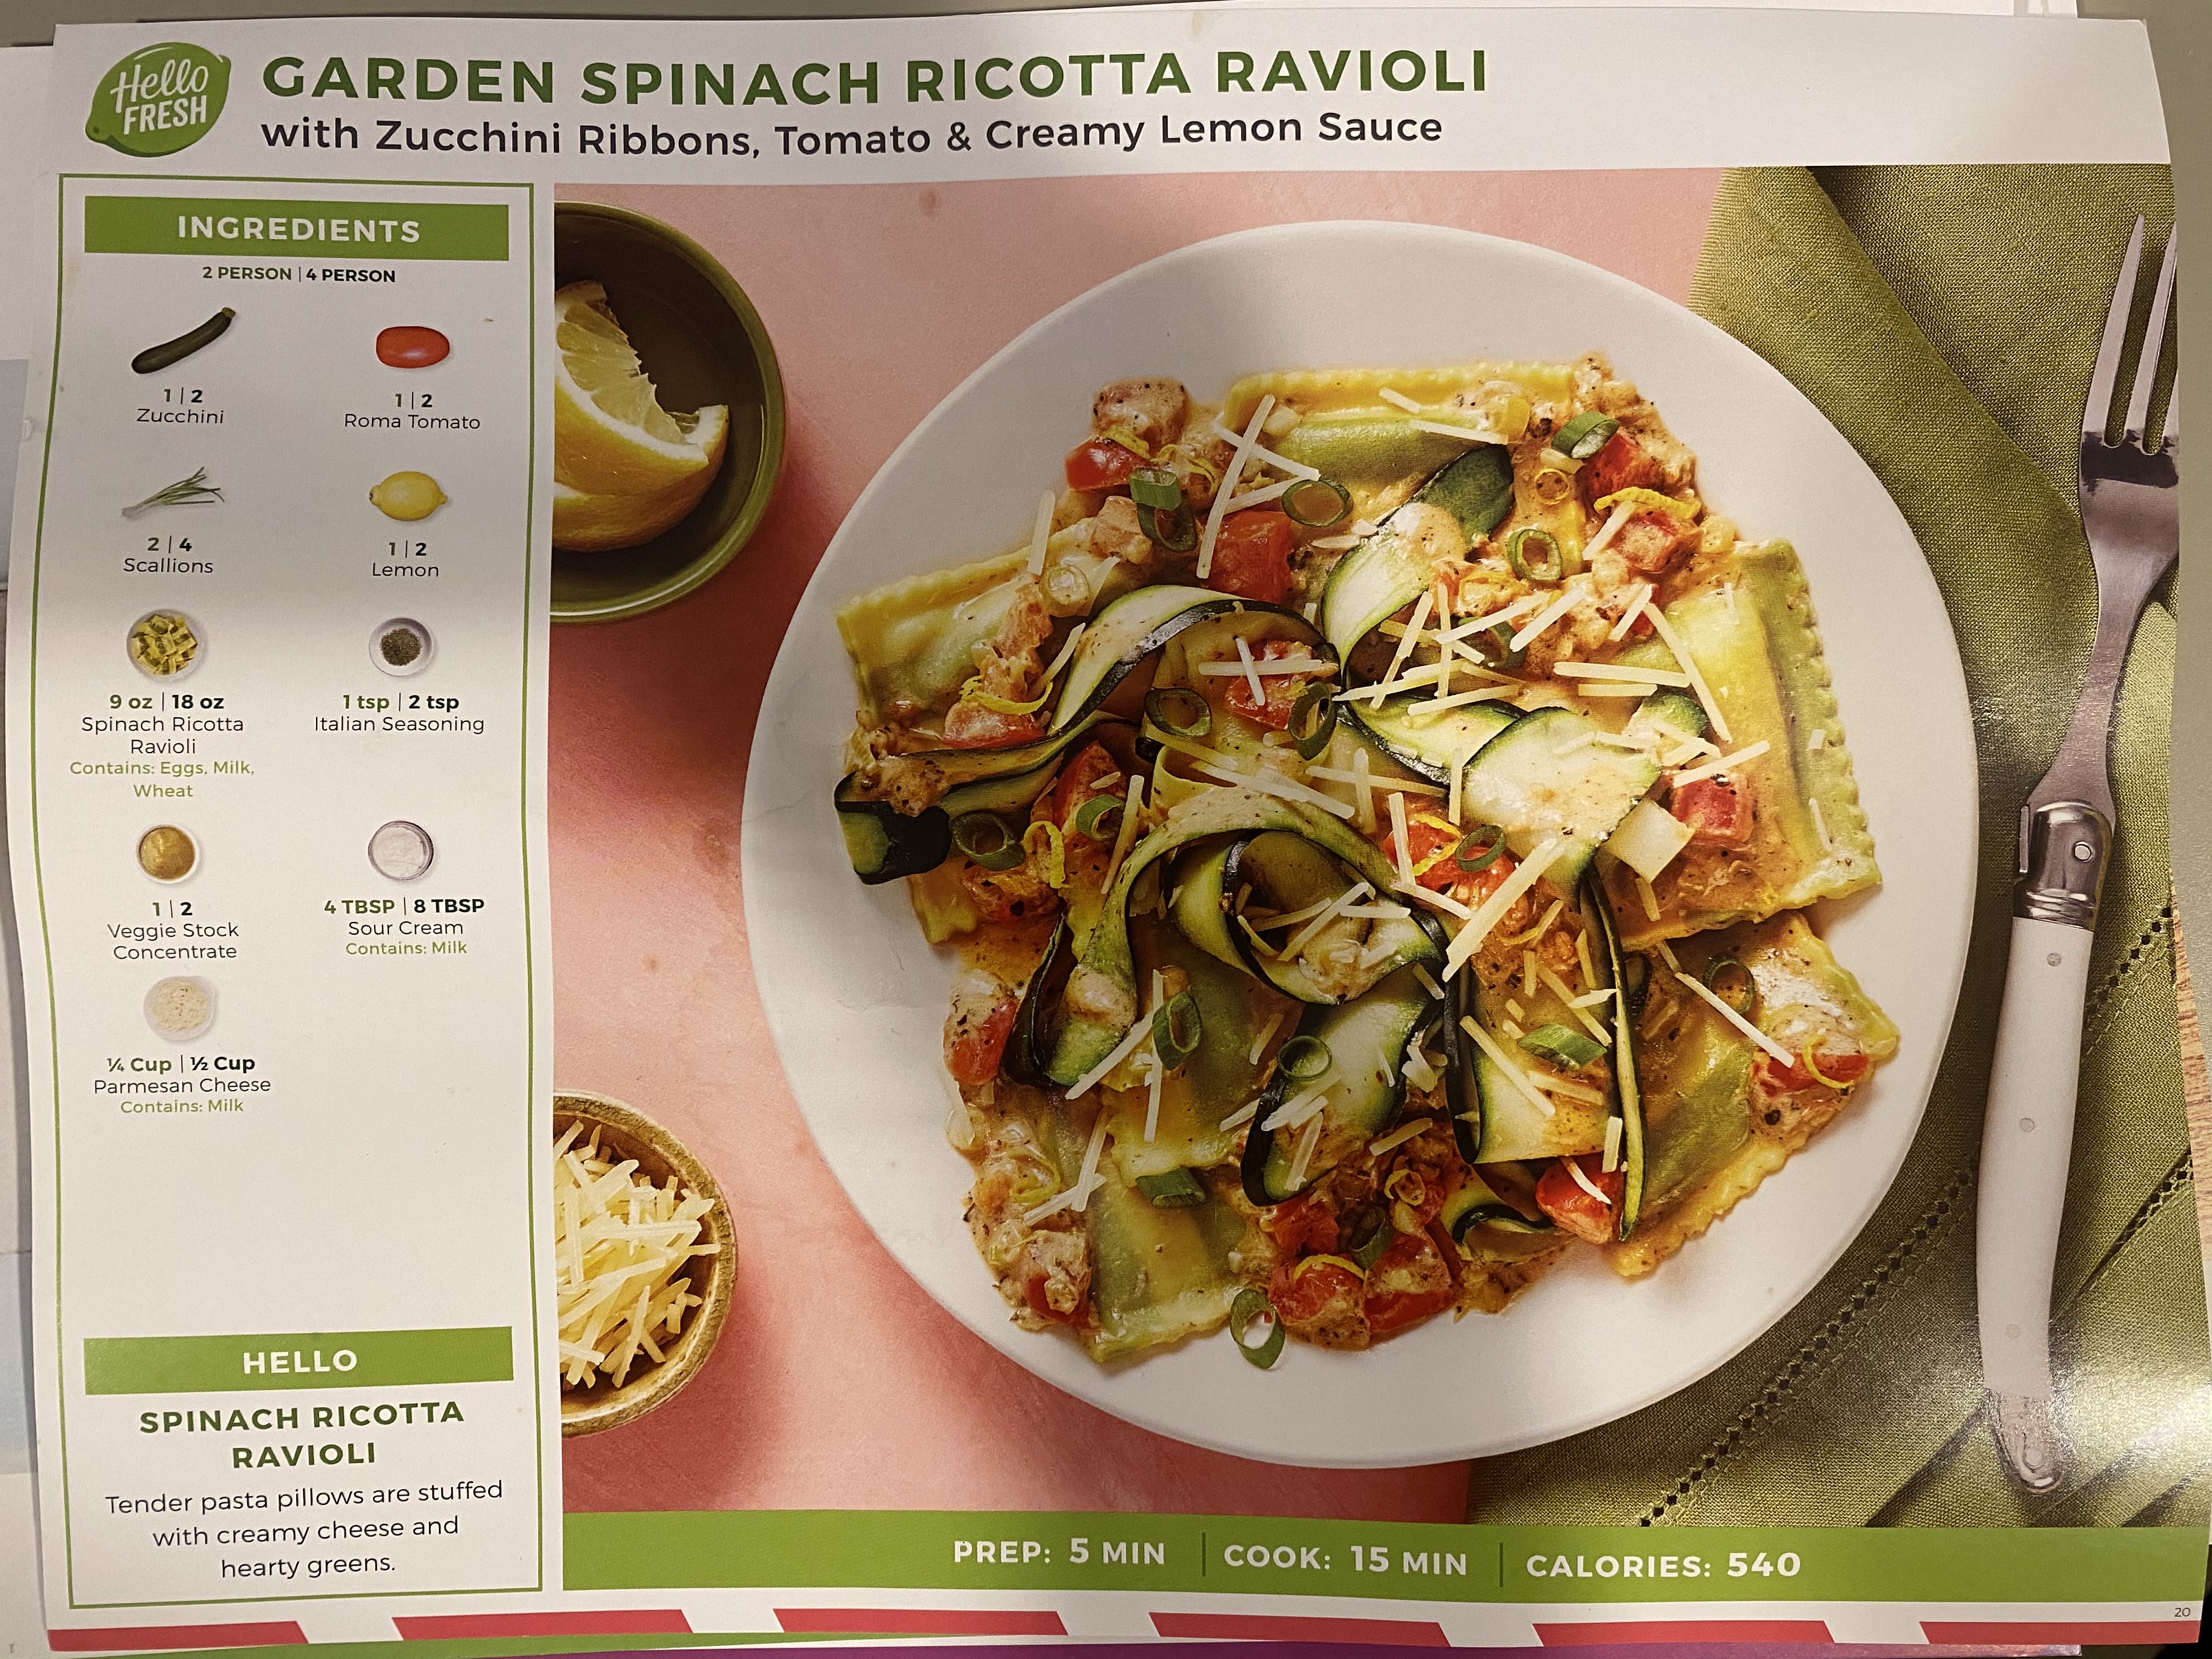 Hello
FRESH
GARDEN SPINACH RICOTTA RAVIOLI
with Zucchini Ribbons, Tomato & Creamy Lemon Sauce
INGREDIENTS
2 PERSON | 4 PERSON
1 | 2
Zucchini
1 | 2
Roma Tomato
2 | 4
Scallions
1 | 2
Lemon
9 oz | 18 oz
Spinach Ricotta
Ravioli
Contains: Eggs, Milk,
Wheat
1 tsp | 2 tsp
Italian Seasoning
1 | 2
Veggie Stock
Concentrate
4 TBSP | 8 TBSP
Sour Cream
Contains: Milk
¼ Cup | ½ Cup
Parmesan Cheese
Contains: Milk
HELLO
SPINACH RICOTTA
RAVIOLI
Tender pasta pillows are stuffed
with creamy cheese and
hearty greens.
PREP: 5 MIN | COOK: 15 MIN | CALORIES: 540
20